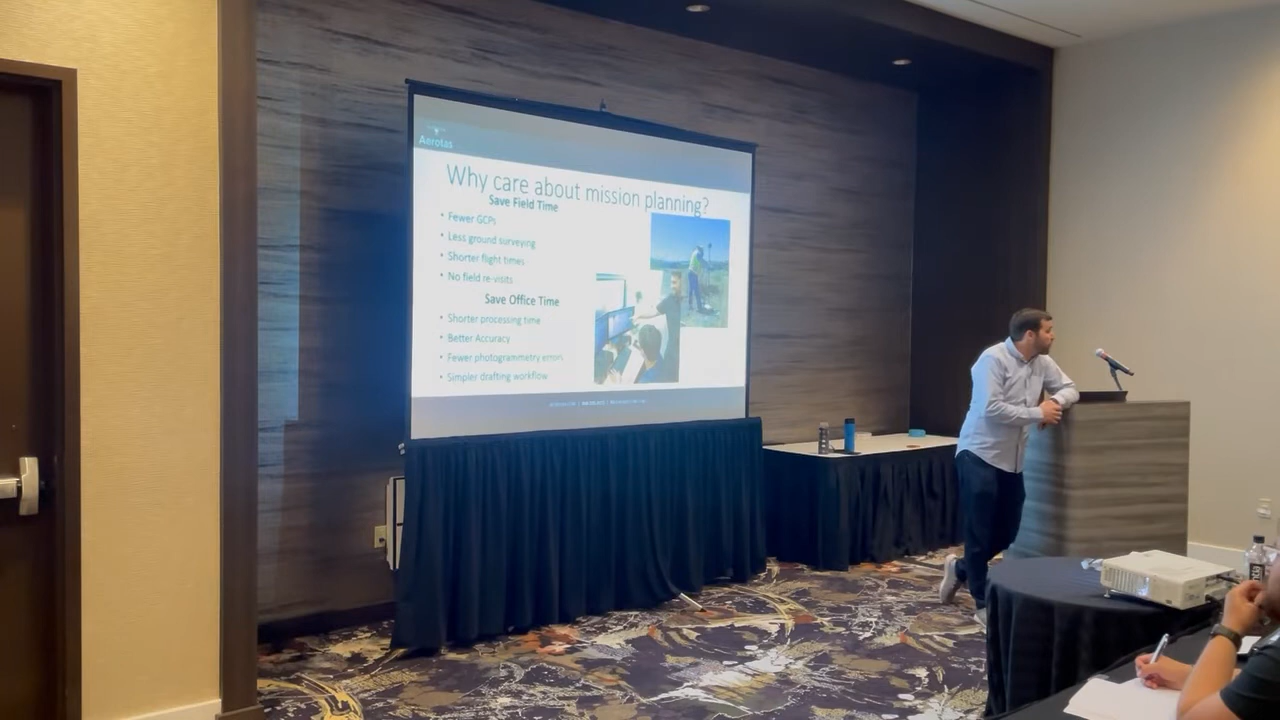 Aerotas
Why care about mission planning?
Save Field Time
• Fewer GCPs
• Less ground surveying
• Shorter flight times
• No field re-visits
Save Office Time
• Shorter processing time
• Better Accuracy
• Fewer photogrammetry errors
• Simpler drafting workflow